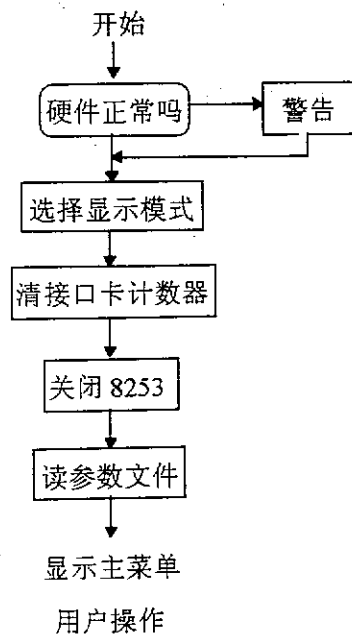 开始
硬件正常吗
警告
选择显示模式
清接口卡计数器
关闭 8253
读参数文件
显示主菜单
用户操作